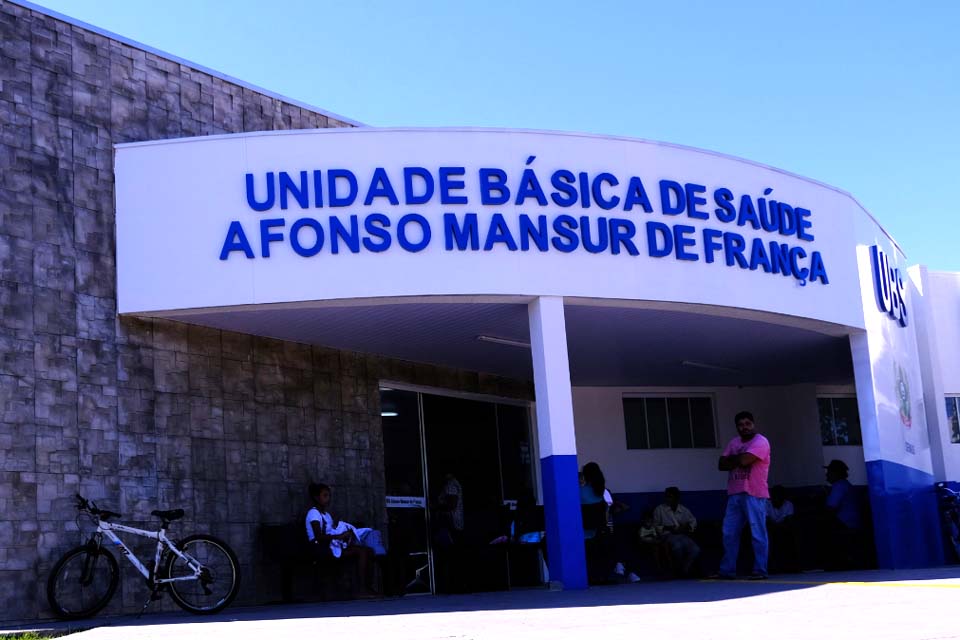 UNIDADE BÁSICA DE SAÚDE
AFONSO MANSUR DE FRANÇA
UBS